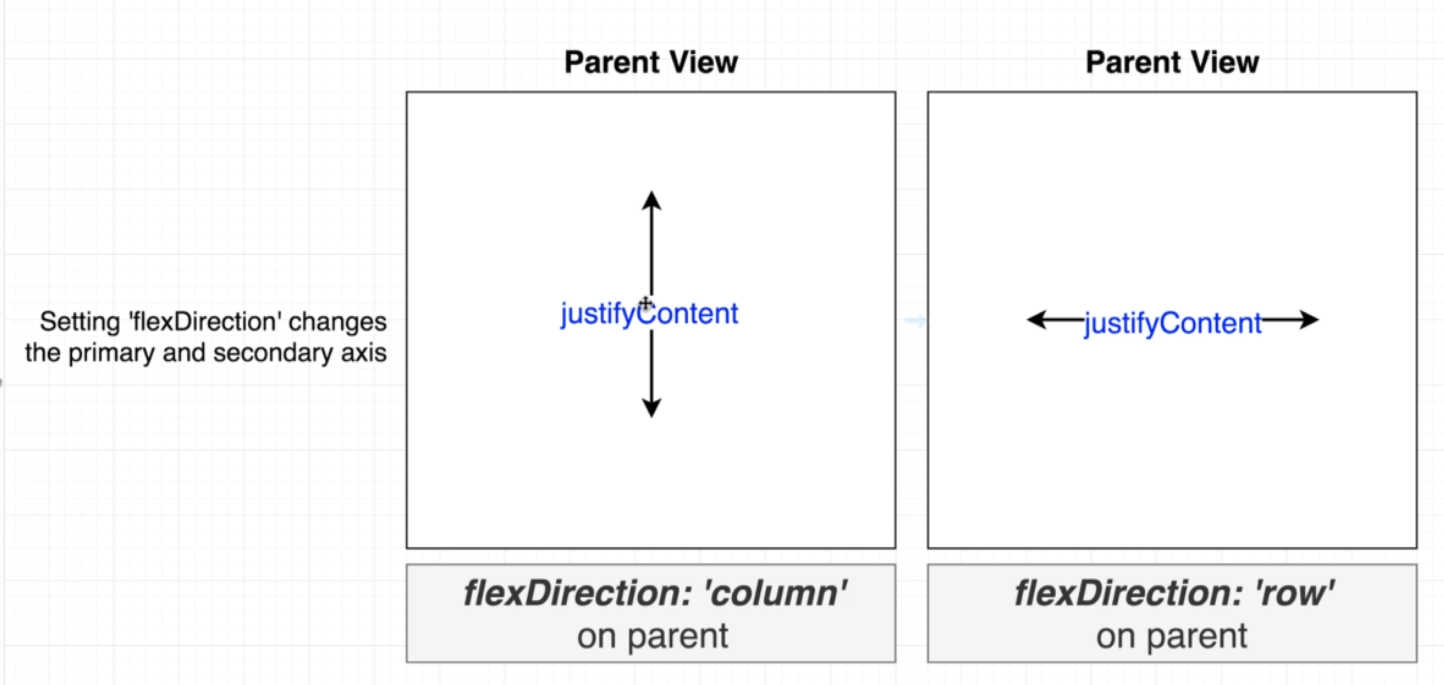 Parent View
Parent View
Setting 'flexDirection' changes
the primary and secondary axis
justifyContent
justifyContent
flexDirection: 'column'
on parent
flexDirection: 'row'
on parent